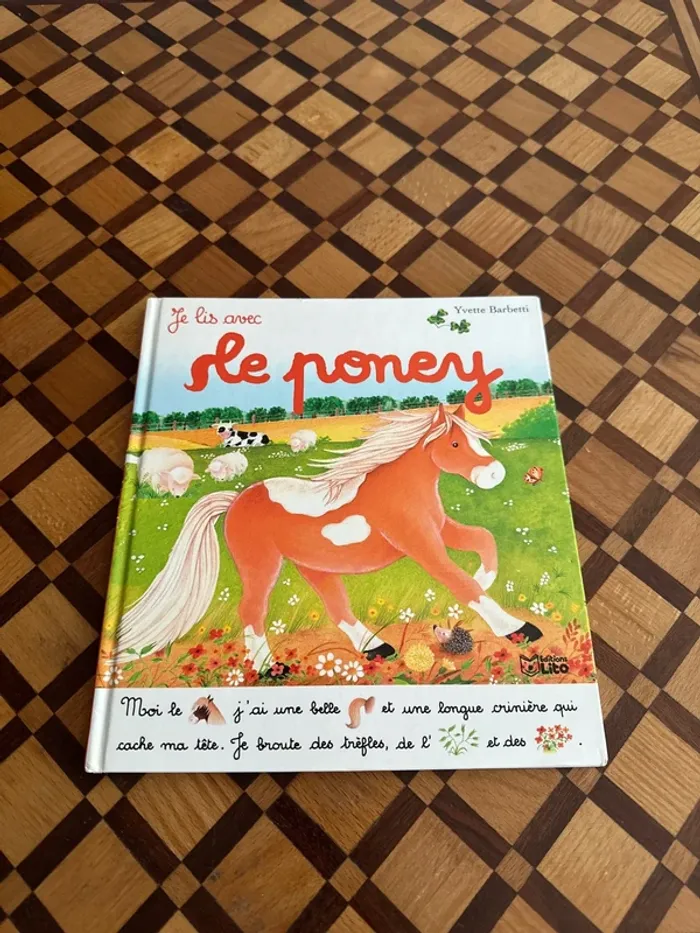 Je lis avec
Yvette Barbetti
le poney
Moi le j'ai une belle et une longue crinière qui
cache ma tête. Je broute des trèfles, de l' et des .
Editions
Lito